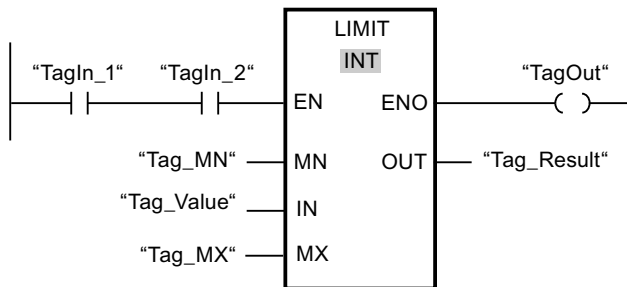 LIMIT
INT
“TagIn_1“ “TagIn_2“ “TagOut“
EN ENO
“Tag_MN“ MN OUT “Tag_Result“
“Tag_Value“ IN
“Tag_MX“ MX